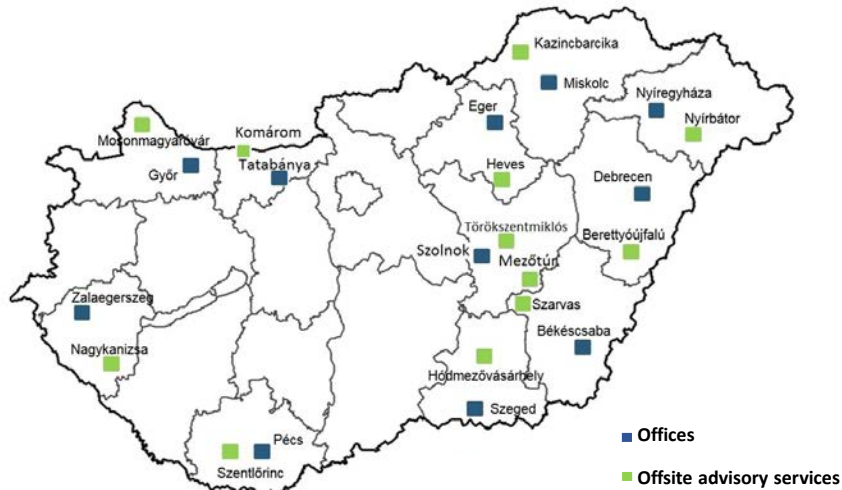 Kazincbarcika
Miskolc
Nyíregyháza
Eger
Nyírbátor
Komárom
Mosonmagyaróvár
Tatabánya
Győr
Heves
Debrecen
Törökszentmiklós
Berettyóújfalú
Szolnok
Mezőtúr
Zalaegerszeg
Szarvas
Békéscsaba
Nagykanizsa
Hódmezővásárhely
Szeged
Pécs
Offices
Szentlőrinc
Offsite advisory services